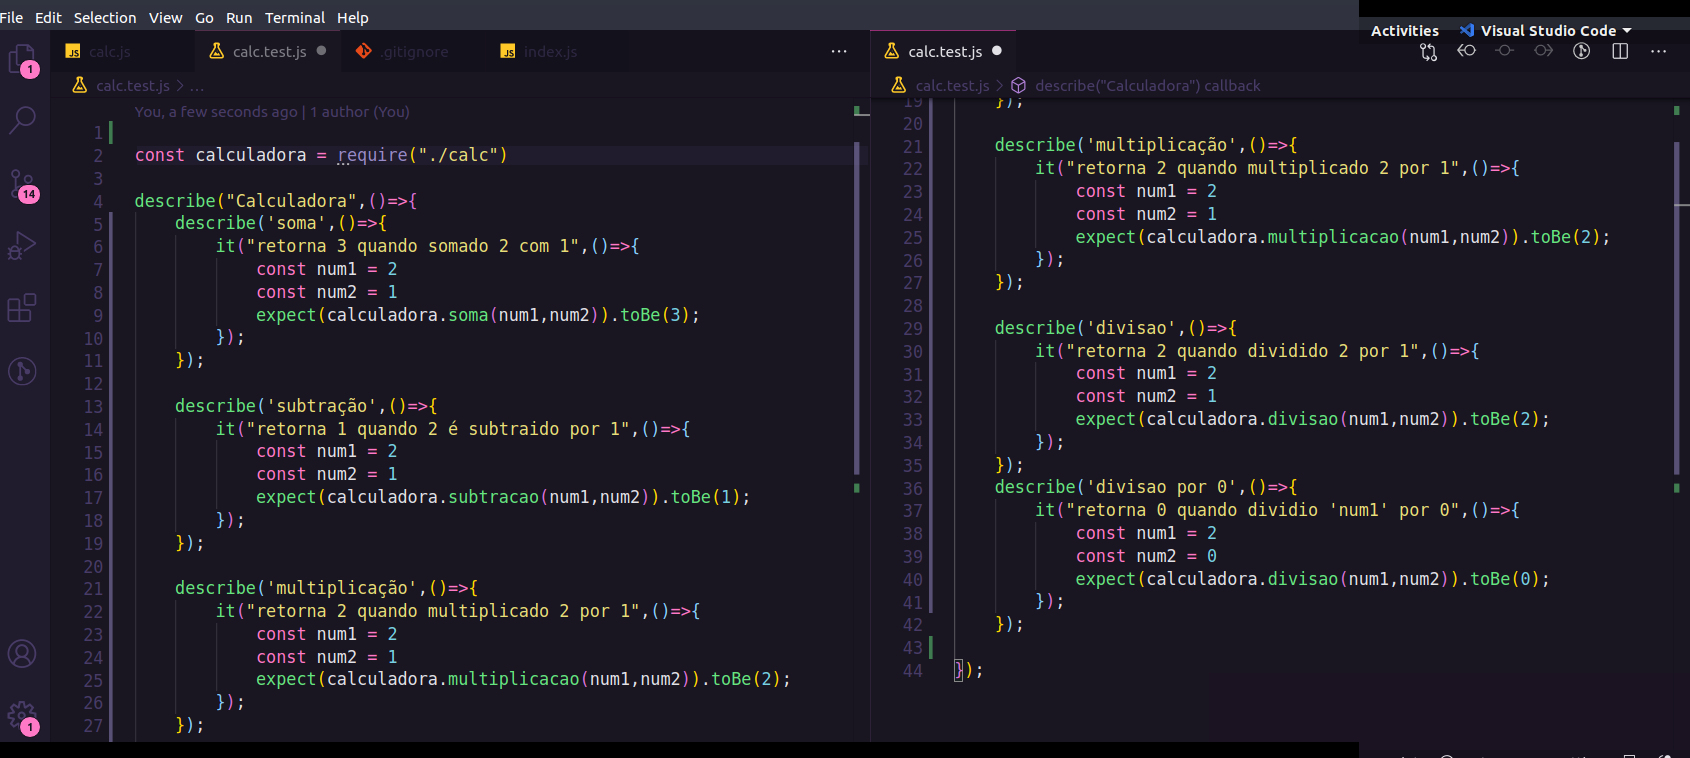 File Edit Selection View Go Run Terminal Help
Activities Visual Studio Code
calc.js calc.test.js .gitignore index.js ...
calc.test.js > ...
You, a few seconds ago | 1 author (You)
1
2 const calculadora = require("./calc")
3
4 describe("Calculadora",()=>{
5 describe('soma',()=>{
6 it("retorna 3 quando somado 2 com 1",()=>{
7 const num1 = 2
8 const num2 = 1
9 expect(calculadora.soma(num1,num2)).toBe(3);
10 });
11 });
12
13 describe('subtração',()=>{
14 it("retorna 1 quando 2 é subtraido por 1",()=>{
15 const num1 = 2
16 const num2 = 1
17 expect(calculadora.subtracao(num1,num2)).toBe(1);
18 });
19 });
20
21 describe('multiplicação',()=>{
22 it("retorna 2 quando multiplicado 2 por 1",()=>{
23 const num1 = 2
24 const num2 = 1
25 expect(calculadora.multiplicacao(num1,num2)).toBe(2);
26 });
27 });
calc.test.js ...
calc.test.js > describe("Calculadora") callback
19 });
20
21 describe('multiplicação',()=>{
22 it("retorna 2 quando multiplicado 2 por 1",()=>{
23 const num1 = 2
24 const num2 = 1
25 expect(calculadora.multiplicacao(num1,num2)).toBe(2);
26 });
27 });
28
29 describe('divisao',()=>{
30 it("retorna 2 quando dividido 2 por 1",()=>{
31 const num1 = 2
32 const num2 = 1
33 expect(calculadora.divisao(num1,num2)).toBe(2);
34 });
35 });
36 describe('divisao por 0',()=>{
37 it("retorna 0 quando dividio 'num1' por 0",()=>{
38 const num1 = 2
39 const num2 = 0
40 expect(calculadora.divisao(num1,num2)).toBe(0);
41 });
42 });
43
44 });
1
14
1